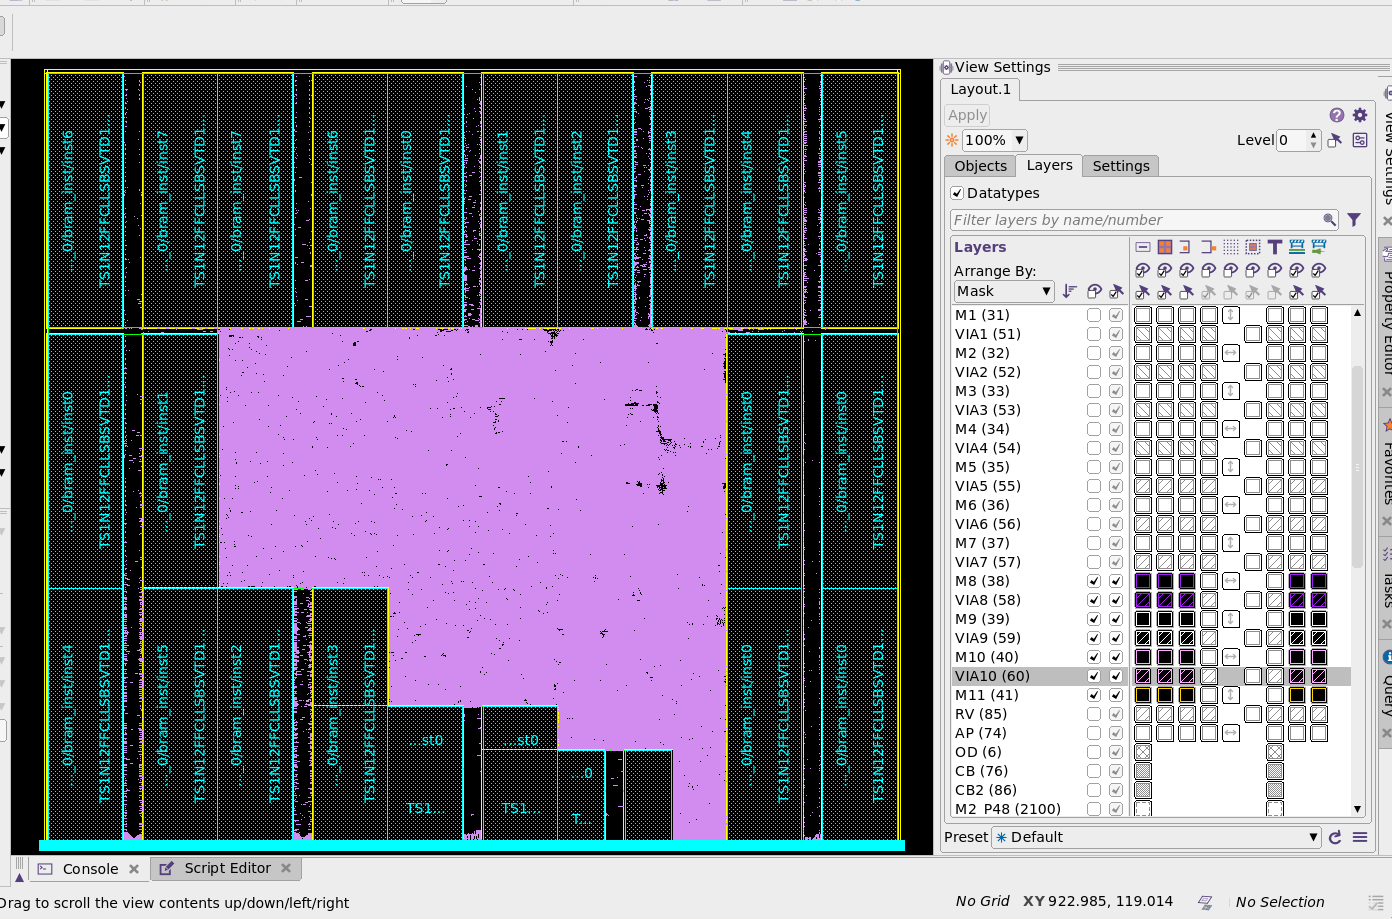 View Settings
Layout.1
Apply
100%
Level 0
Objects Layers Settings
Datatypes
Filter layers by name/number
Layers
Arrange By:
Mask
M1 (31)
VIA1 (51)
M2 (32)
VIA2 (52)
M3 (33)
VIA3 (53)
M4 (34)
VIA4 (54)
M5 (35)
VIA5 (55)
M6 (36)
VIA6 (56)
M7 (37)
VIA7 (57)
M8 (38)
VIA8 (58)
M9 (39)
VIA9 (59)
M10 (40)
VIA10 (60)
M11 (41)
RV (85)
AP (74)
OD (6)
CB (76)
CB2 (86)
M2_P48 (2100)
Preset Default
View Settings
Property Editor
Favorites
Tasks
Query
..._0/bram_inst/inst6
TS1N12FFCLLSBSVTD1...
..._0/bram_inst/inst7
TS1N12FFCLLSBSVTD1...
..._0/bram_inst/inst7
TS1N12FFCLLSBSVTD1...
..._0/bram_inst/inst6
TS1N12FFCLLSBSVTD1...
..._0/bram_inst/inst0
TS1N12FFCLLSBSVTD1...
..._0/bram_inst/inst1
TS1N12FFCLLSBSVTD1...
..._0/bram_inst/inst2
TS1N12FFCLLSBSVTD1...
..._0/bram_inst/inst3
TS1N12FFCLLSBSVTD1...
..._0/bram_inst/inst4
TS1N12FFCLLSBSVTD1...
..._0/bram_inst/inst5
TS1N12FFCLLSBSVTD1...
..._0/bram_inst/inst0
TS1N12FFCLLSBSVTD1...
..._0/bram_inst/inst1
TS1N12FFCLLSBSVTD1...
..._0/bram_inst/inst0
TS1N12FFCLLSBSVTD1...
..._0/bram_inst/inst0
TS1N12FFCLLSBSVTD1...
..._0/bram_inst/inst4
TS1N12FFCLLSBSVTD1...
..._0/bram_inst/inst5
TS1N12FFCLLSBSVTD1...
..._0/bram_inst/inst2
TS1N12FFCLLSBSVTD1...
..._0/bram_inst/inst3
TS1N12FFCLLSBSVTD1...
...st0
TS1...
...st0
TS1...
...0
T...
..._0/bram_inst/inst0
TS1N12FFCLLSBSVTD1...
..._0/bram_inst/inst0
TS1N12FFCLLSBSVTD1...
Console
Script Editor
Drag to scroll the view contents up/down/left/right
No Grid XY 922.985, 119.014 No Selection